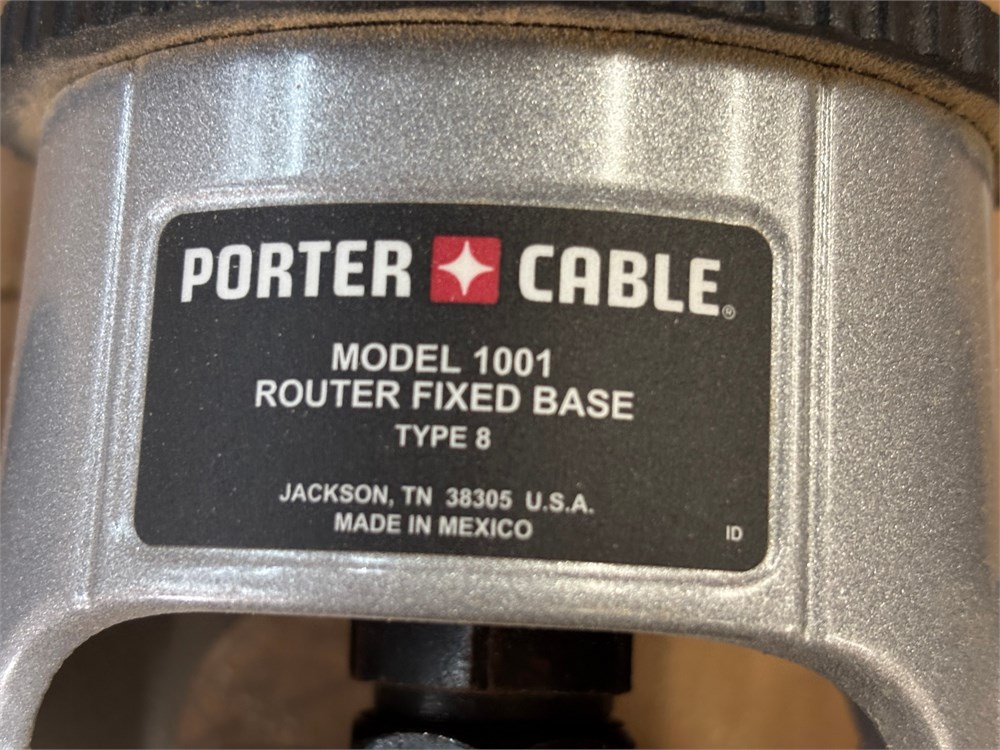 PORTER CABLE®
MODEL 1001
ROUTER FIXED BASE
TYPE 8
JACKSON, TN 38305 U.S.A.
MADE IN MEXICO
ID